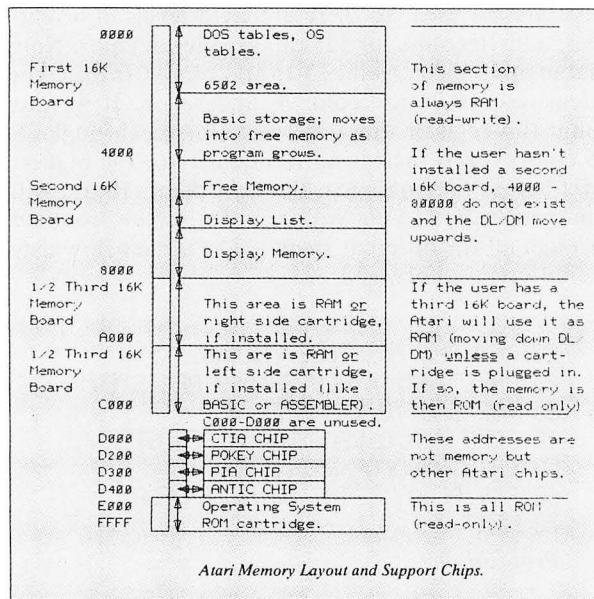 0000
First 16K
Memory
Board
4000
Second 16K
Memory
Board
8000
1/2 Third 16K
Memory
Board
A000
1/2 Third 16K
Memory
Board
C000
D000
D200
D300
D400
E000
FFFF
DOS tables, OS
tables.
6502 area.
Basic storage; moves
into free memory as
program grows.
Free Memory.
Display List.
Display Memory.
This area is RAM or
right side cartridge,
if installed.
This are is RAM or
left side cartridge,
if installed (like
BASIC or ASSEMBLER).
C000-D000 are unused.
CTIA CHIP
POKEY CHIP
PIA CHIP
ANTIC CHIP
Operating System
ROM cartridge.
This section
of memory is
always RAM
(read-write).
If the user hasn't
installed a second
16K board, 4000 -
80000 do not exist
and the DL/DM move
upwards.
If the user has a
third 16K board, the
Atari will use it as
RAM (moving down DL/
DM) unless a cart-
ridge is plugged in.
If so, the memory is
then ROM (read only)
These addresses are
not memory but
other Atari chips.
This is all ROM
(read-only).
Atari Memory Layout and Support Chips.